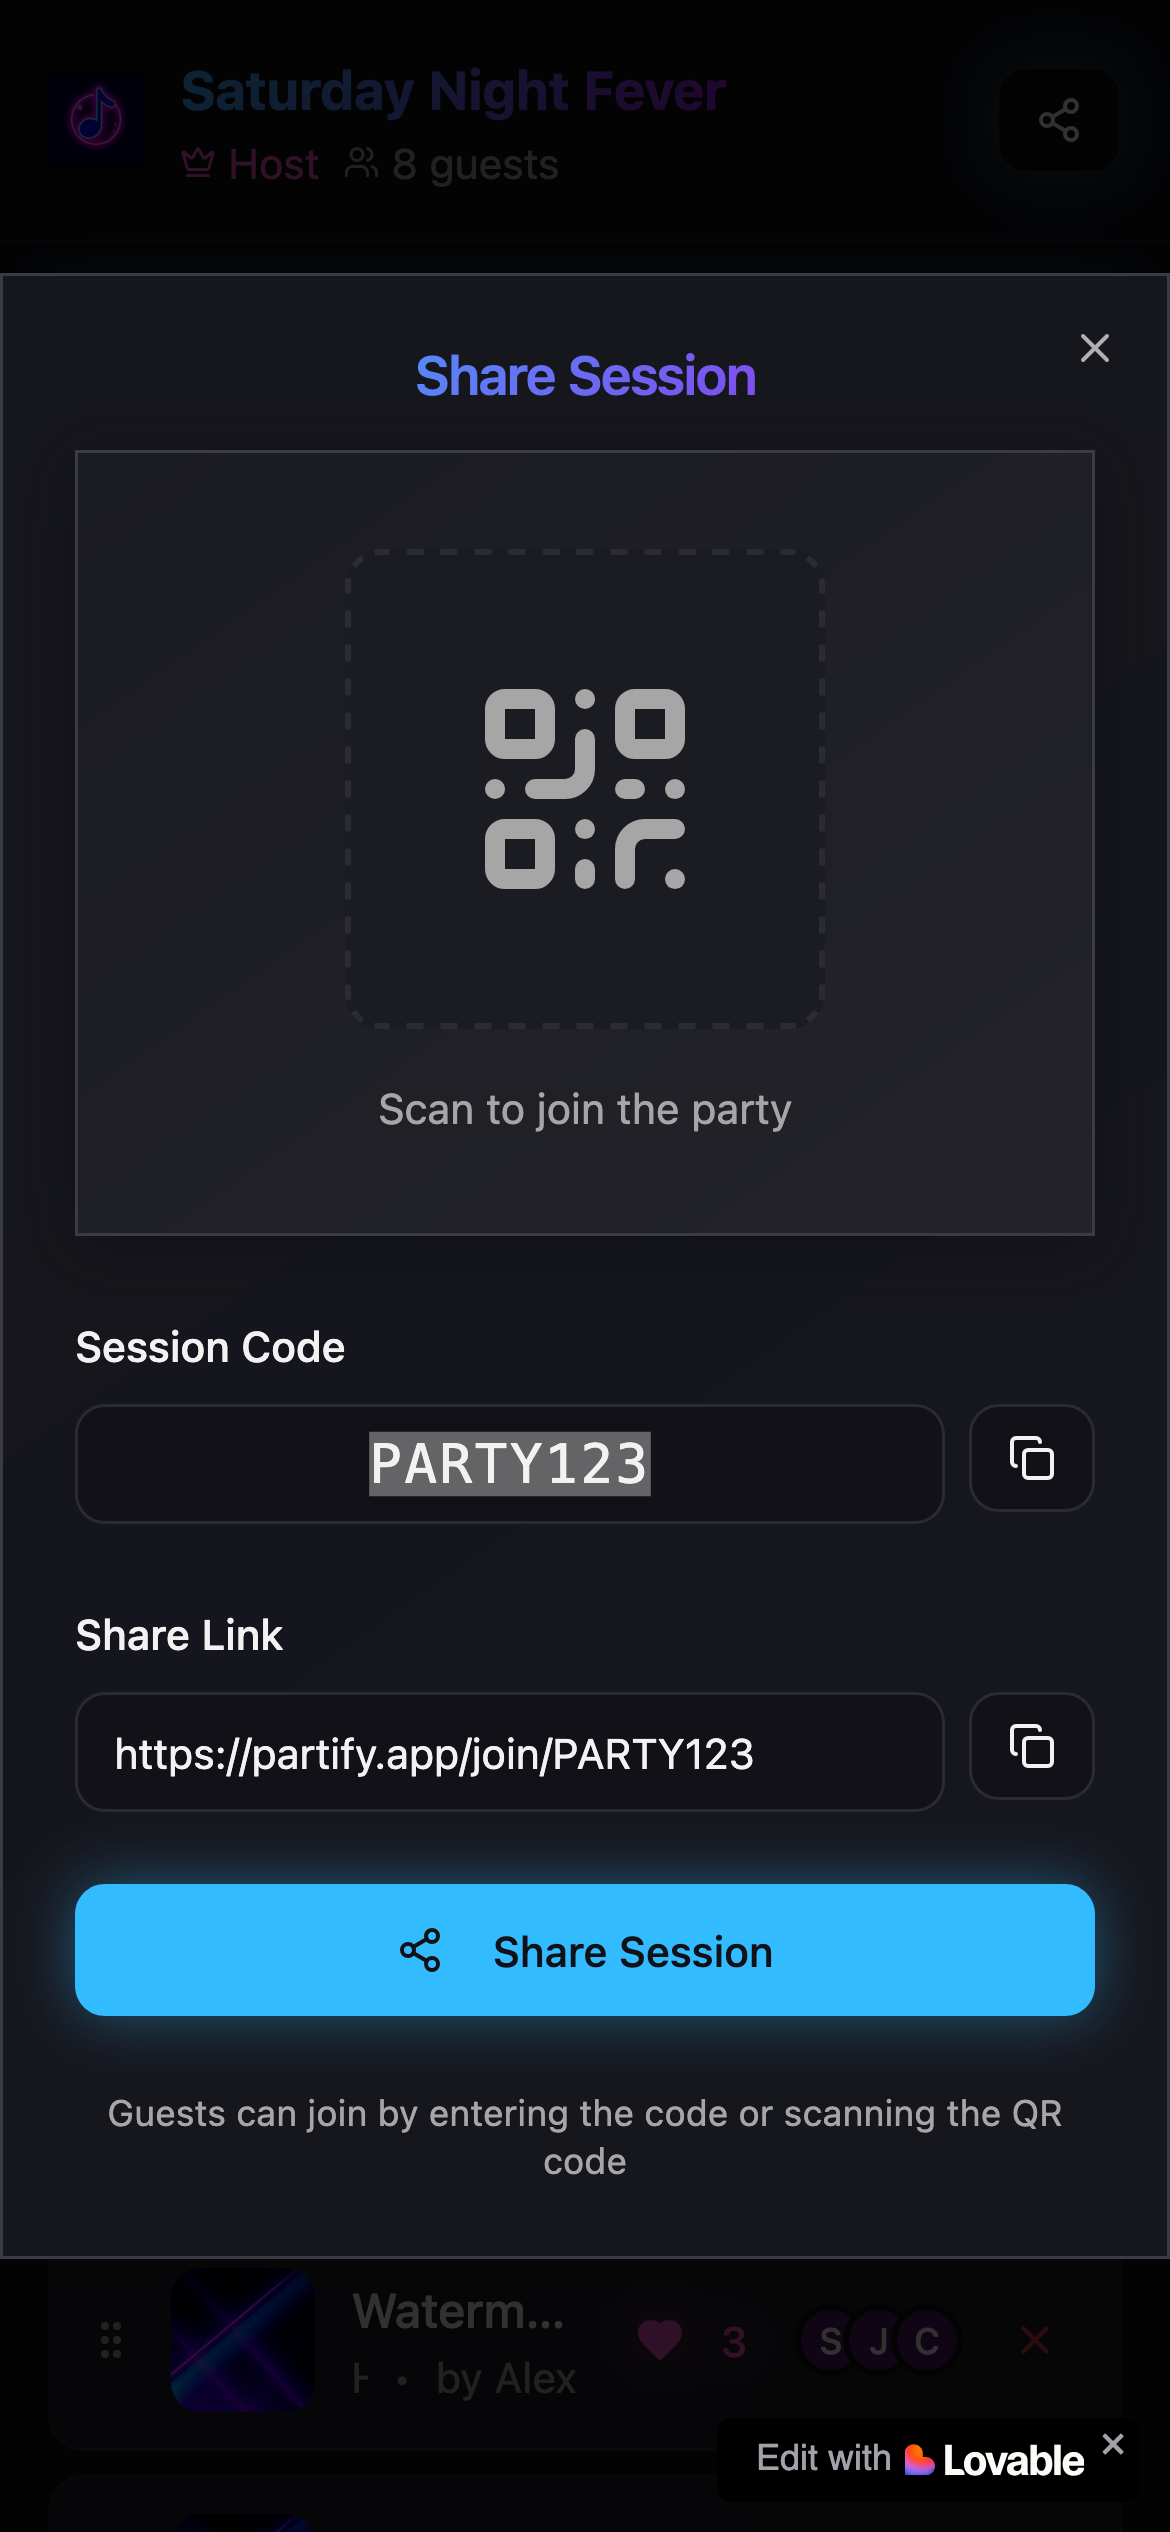 Saturday Night Fever
Host 8 guests
Share Session
Scan to join the party
Session Code
PARTY123
Share Link
https://partify.app/join/PARTY123
Share Session
Guests can join by entering the code or scanning the QR
code
Waterm...
3
S J C
• by Alex
Edit with Lovable